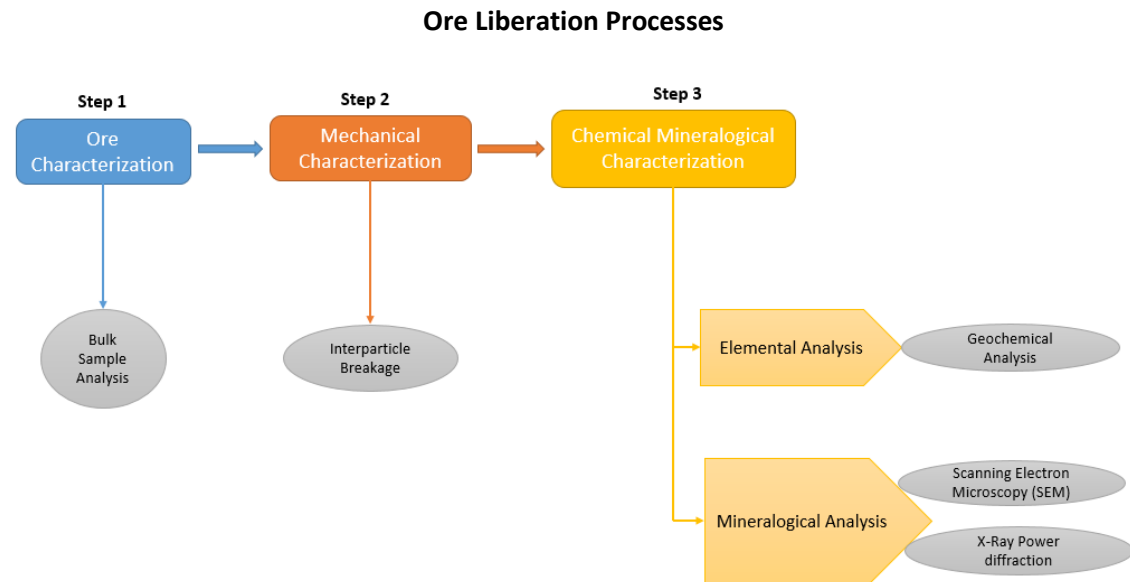 Ore Liberation Processes
Step 1
Step 2
Step 3
Ore
Characterization
Mechanical
Characterization
Chemical Mineralogical
Characterization
Bulk
Sample
Analysis
Interparticle
Breakage
Elemental Analysis
Geochemical
Analysis
Mineralogical Analysis
Scanning Electron
Microscopy (SEM)
X-Ray Power
diffraction